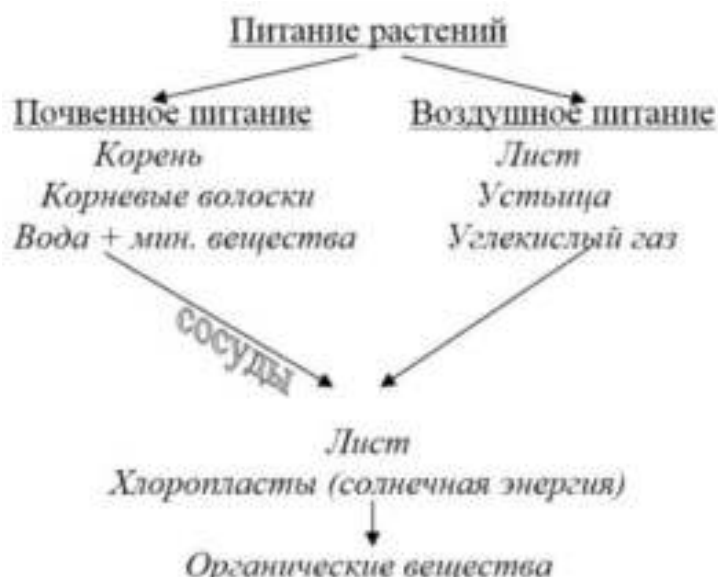 Питание растений
Почвенное питание
Корень
Корневые волоски
Вода + мин. вещества
Воздушное питание
Лист
Устьица
Углекислый газ
сосуды
Лист
Хлоропласты (солнечная энергия)
Органические вещества